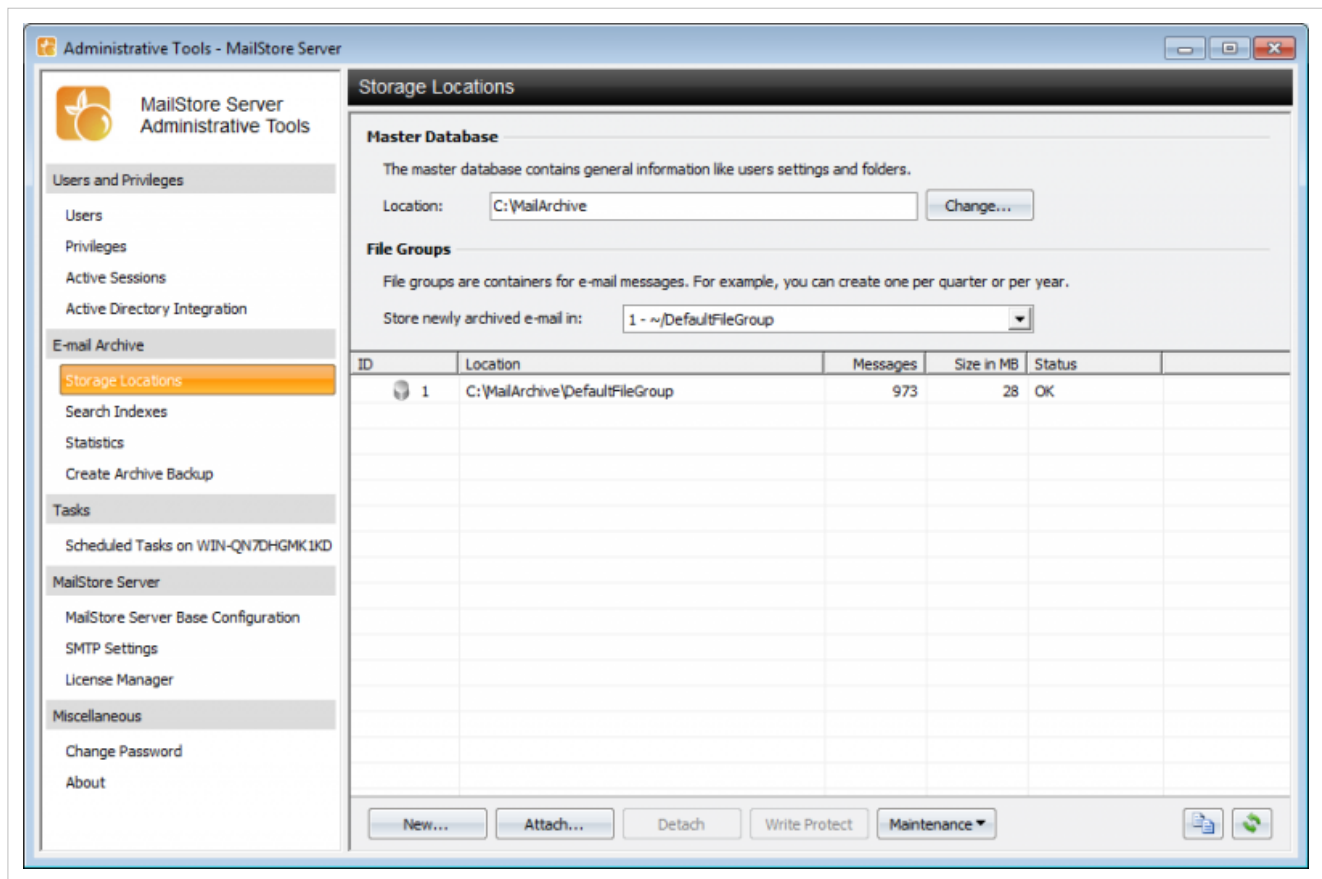 Administrative Tools - MailStore Server
MailStore Server
Administrative Tools
Users and Privileges
Users
Privileges
Active Sessions
Active Directory Integration
E-mail Archive
Storage Locations
Search Indexes
Statistics
Create Archive Backup
Tasks
Scheduled Tasks on WIN-QN7DHGMK1KD
MailStore Server
MailStore Server Base Configuration
SMTP Settings
License Manager
Miscellaneous
Change Password
About
Storage Locations
Master Database
The master database contains general information like users settings and folders.
Location: C:\MailArchive Change...
File Groups
File groups are containers for e-mail messages. For example, you can create one per quarter or per year.
Store newly archived e-mail in: 1 - ~/DefaultFileGroup
ID Location Messages Size in MB Status
1 C:\MailArchive\DefaultFileGroup 973 28 OK
New... Attach... Detach Write Protect Maintenance